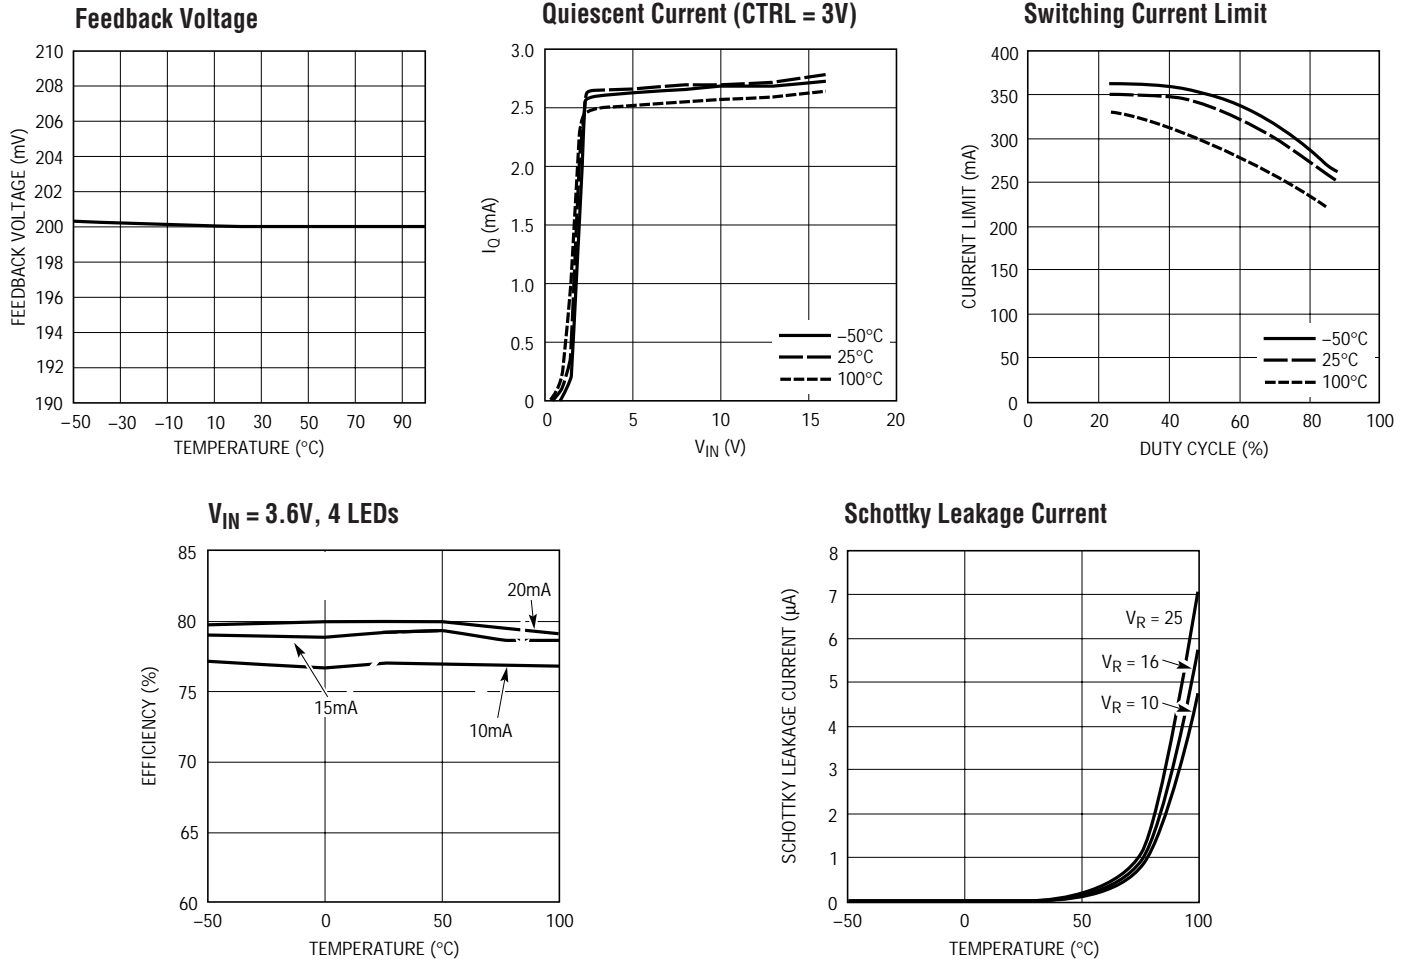 Feedback Voltage
210
208
206
204
202
200
198
196
194
192
190
FEEDBACK VOLTAGE (mV)
–50 –30 –10 10 30 50 70 90
TEMPERATURE (°C)
Quiescent Current (CTRL = 3V)
3.0
2.5
2.0
1.5
1.0
0.5
0
IQ (mA)
–50°C
25°C
100°C
0 5 10 15 20
VIN (V)
Switching Current Limit
400
350
300
250
200
150
100
50
0
CURRENT LIMIT (mA)
–50°C
25°C
100°C
0 20 40 60 80 100
DUTY CYCLE (%)
VIN = 3.6V, 4 LEDs
85
80
75
70
65
60
EFFICIENCY (%)
20mA
15mA
10mA
–50 0 50 100
TEMPERATURE (°C)
Schottky Leakage Current
8
7
6
5
4
3
2
1
0
SCHOTTKY LEAKAGE CURRENT (µA)
VR = 25
VR = 16
VR = 10
–50 0 50 100
TEMPERATURE (°C)